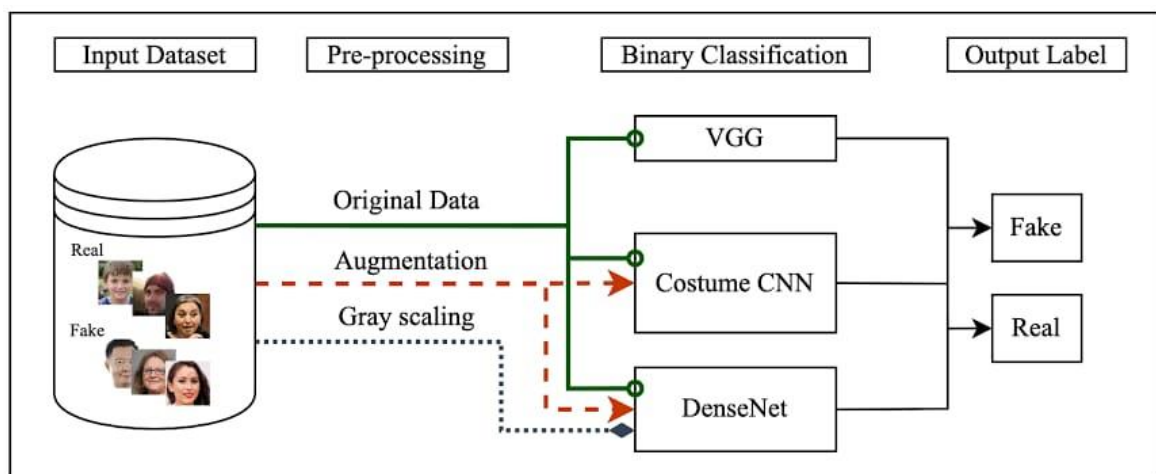 Input Dataset
Pre-processing
Binary Classification
Output Label
VGG
Original Data
Real
Augmentation
Costume CNN
Fake
Gray scaling
Fake
Real
DenseNet